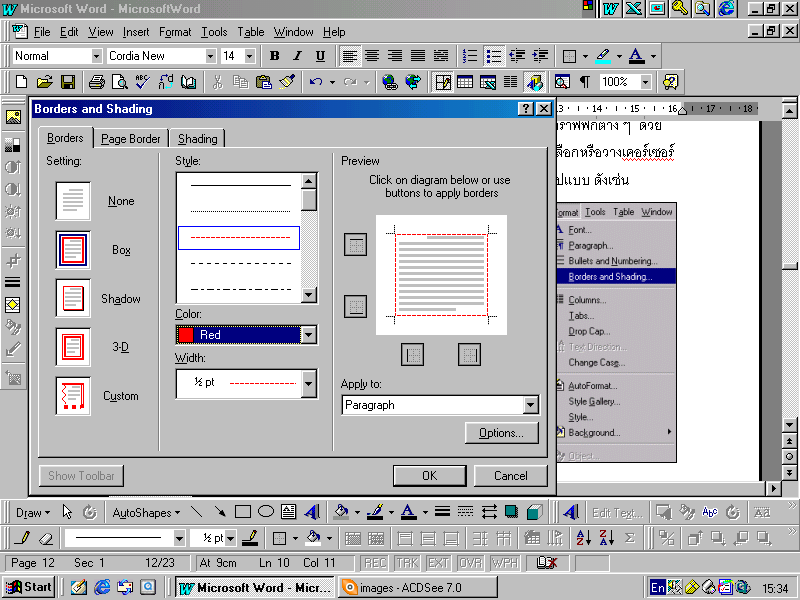 Microsoft Word - MicrosoftWord
File Edit View Insert Format Tools Table Window Help
Normal Cordia New 14 B I U
100%
Borders and Shading
13 14 15 16 17 18
Borders Page Border Shading
Setting:
None
Box
Shadow
3-D
Custom
Style:
Color:
Red
Width:
½ pt
Preview
Click on diagram below or use
buttons to apply borders
Apply to:
Paragraph
Options...
Show Toolbar OK Cancel
ราฟฟิกต่าง ๆ ด้วย
ลือกหรือวางเคอร์เซอร์
ปแบบ ดังเช่น
Format Tools Table Window
Font...
Paragraph...
Bullets and Numbering...
Borders and Shading...
Columns...
Tabs...
Drop Cap...
Text Direction...
Change Case...
AutoFormat...
Style Gallery...
Style...
Background...
Object...
Draw AutoShapes Edit Text...
½ pt
Page 12 Sec 1 12/23 At 9cm Ln 10 Col 11 REC TRK EXT OVR WPH
Start Microsoft Word - Micr... images - ACDSee 7.0 En 15:34